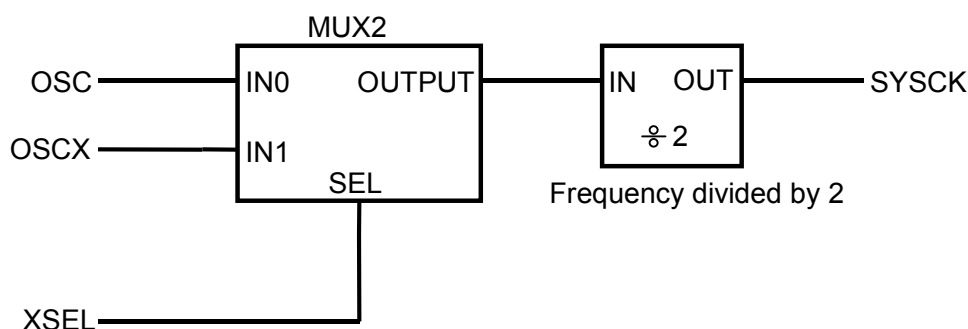 MUX2
OSC IN0 OUTPUT IN OUT SYSCK
OSCX IN1 ÷ 2
SEL
Frequency divided by 2
XSEL